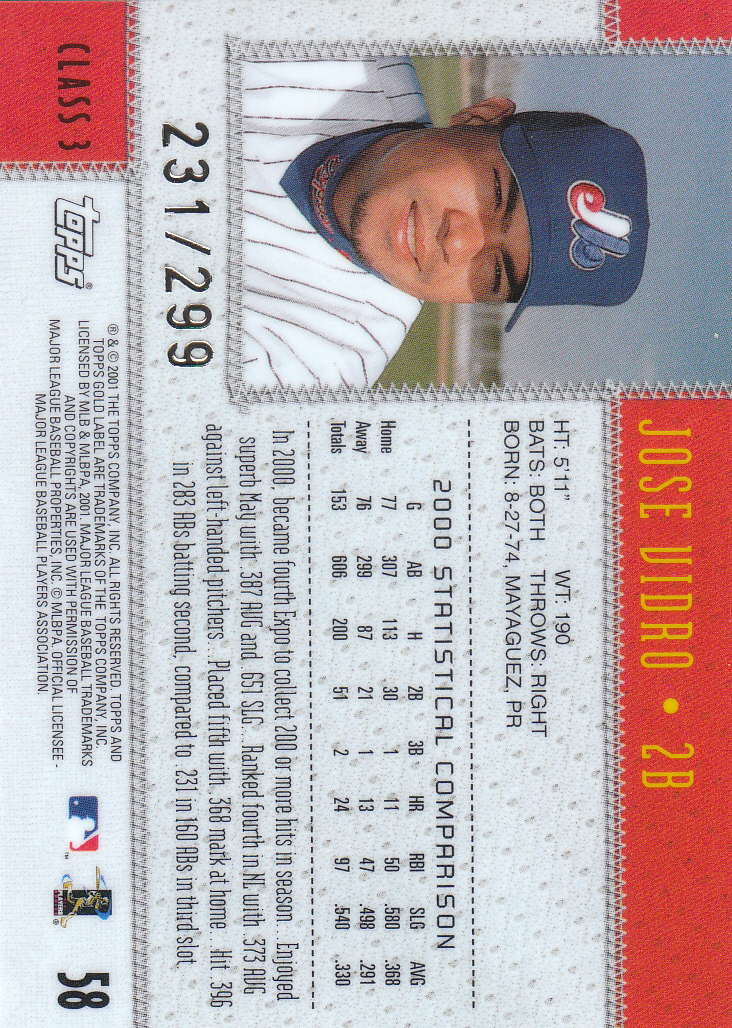 JOSE VIDRO • 2B
HT: 5'11" WT: 190
BATS: BOTH THROWS: RIGHT
BORN: 8-27-74, MAYAGUEZ, PR
2000 STATISTICAL COMPARISON
G AB H 2B 3B HR RBI SLG AVG
Home 77 307 113 30 1 11 50 .580 .368
Away 76 299 87 21 1 13 47 .498 .291
Totals 153 606 200 51 2 24 97 .540 .330
In 2000, became fourth Expo to collect 200 or more hits in season... Enjoyed
superb May with .387 AVG and .651 SLG... Ranked fourth in NL with .373 AVG
against left-handed pitchers... Placed fifth with .368 mark at home... Hit .396
in 283 ABs batting second, compared to .231 in 160 ABs in third slot.
231/299
CLASS 3
topps®
® & © 2001 THE TOPPS COMPANY, INC. ALL RIGHTS RESERVED. TOPPS AND
TOPPS GOLD LABEL ARE TRADEMARKS OF THE TOPPS COMPANY, INC.
LICENSED BY MLB & MLBPA, 2001. MAJOR LEAGUE BASEBALL TRADEMARKS
AND COPYRIGHTS ARE USED WITH PERMISSION OF
MAJOR LEAGUE BASEBALL PROPERTIES, INC. © MLBPA. OFFICIAL LICENSEE -
MAJOR LEAGUE BASEBALL PLAYERS ASSOCIATION.
58